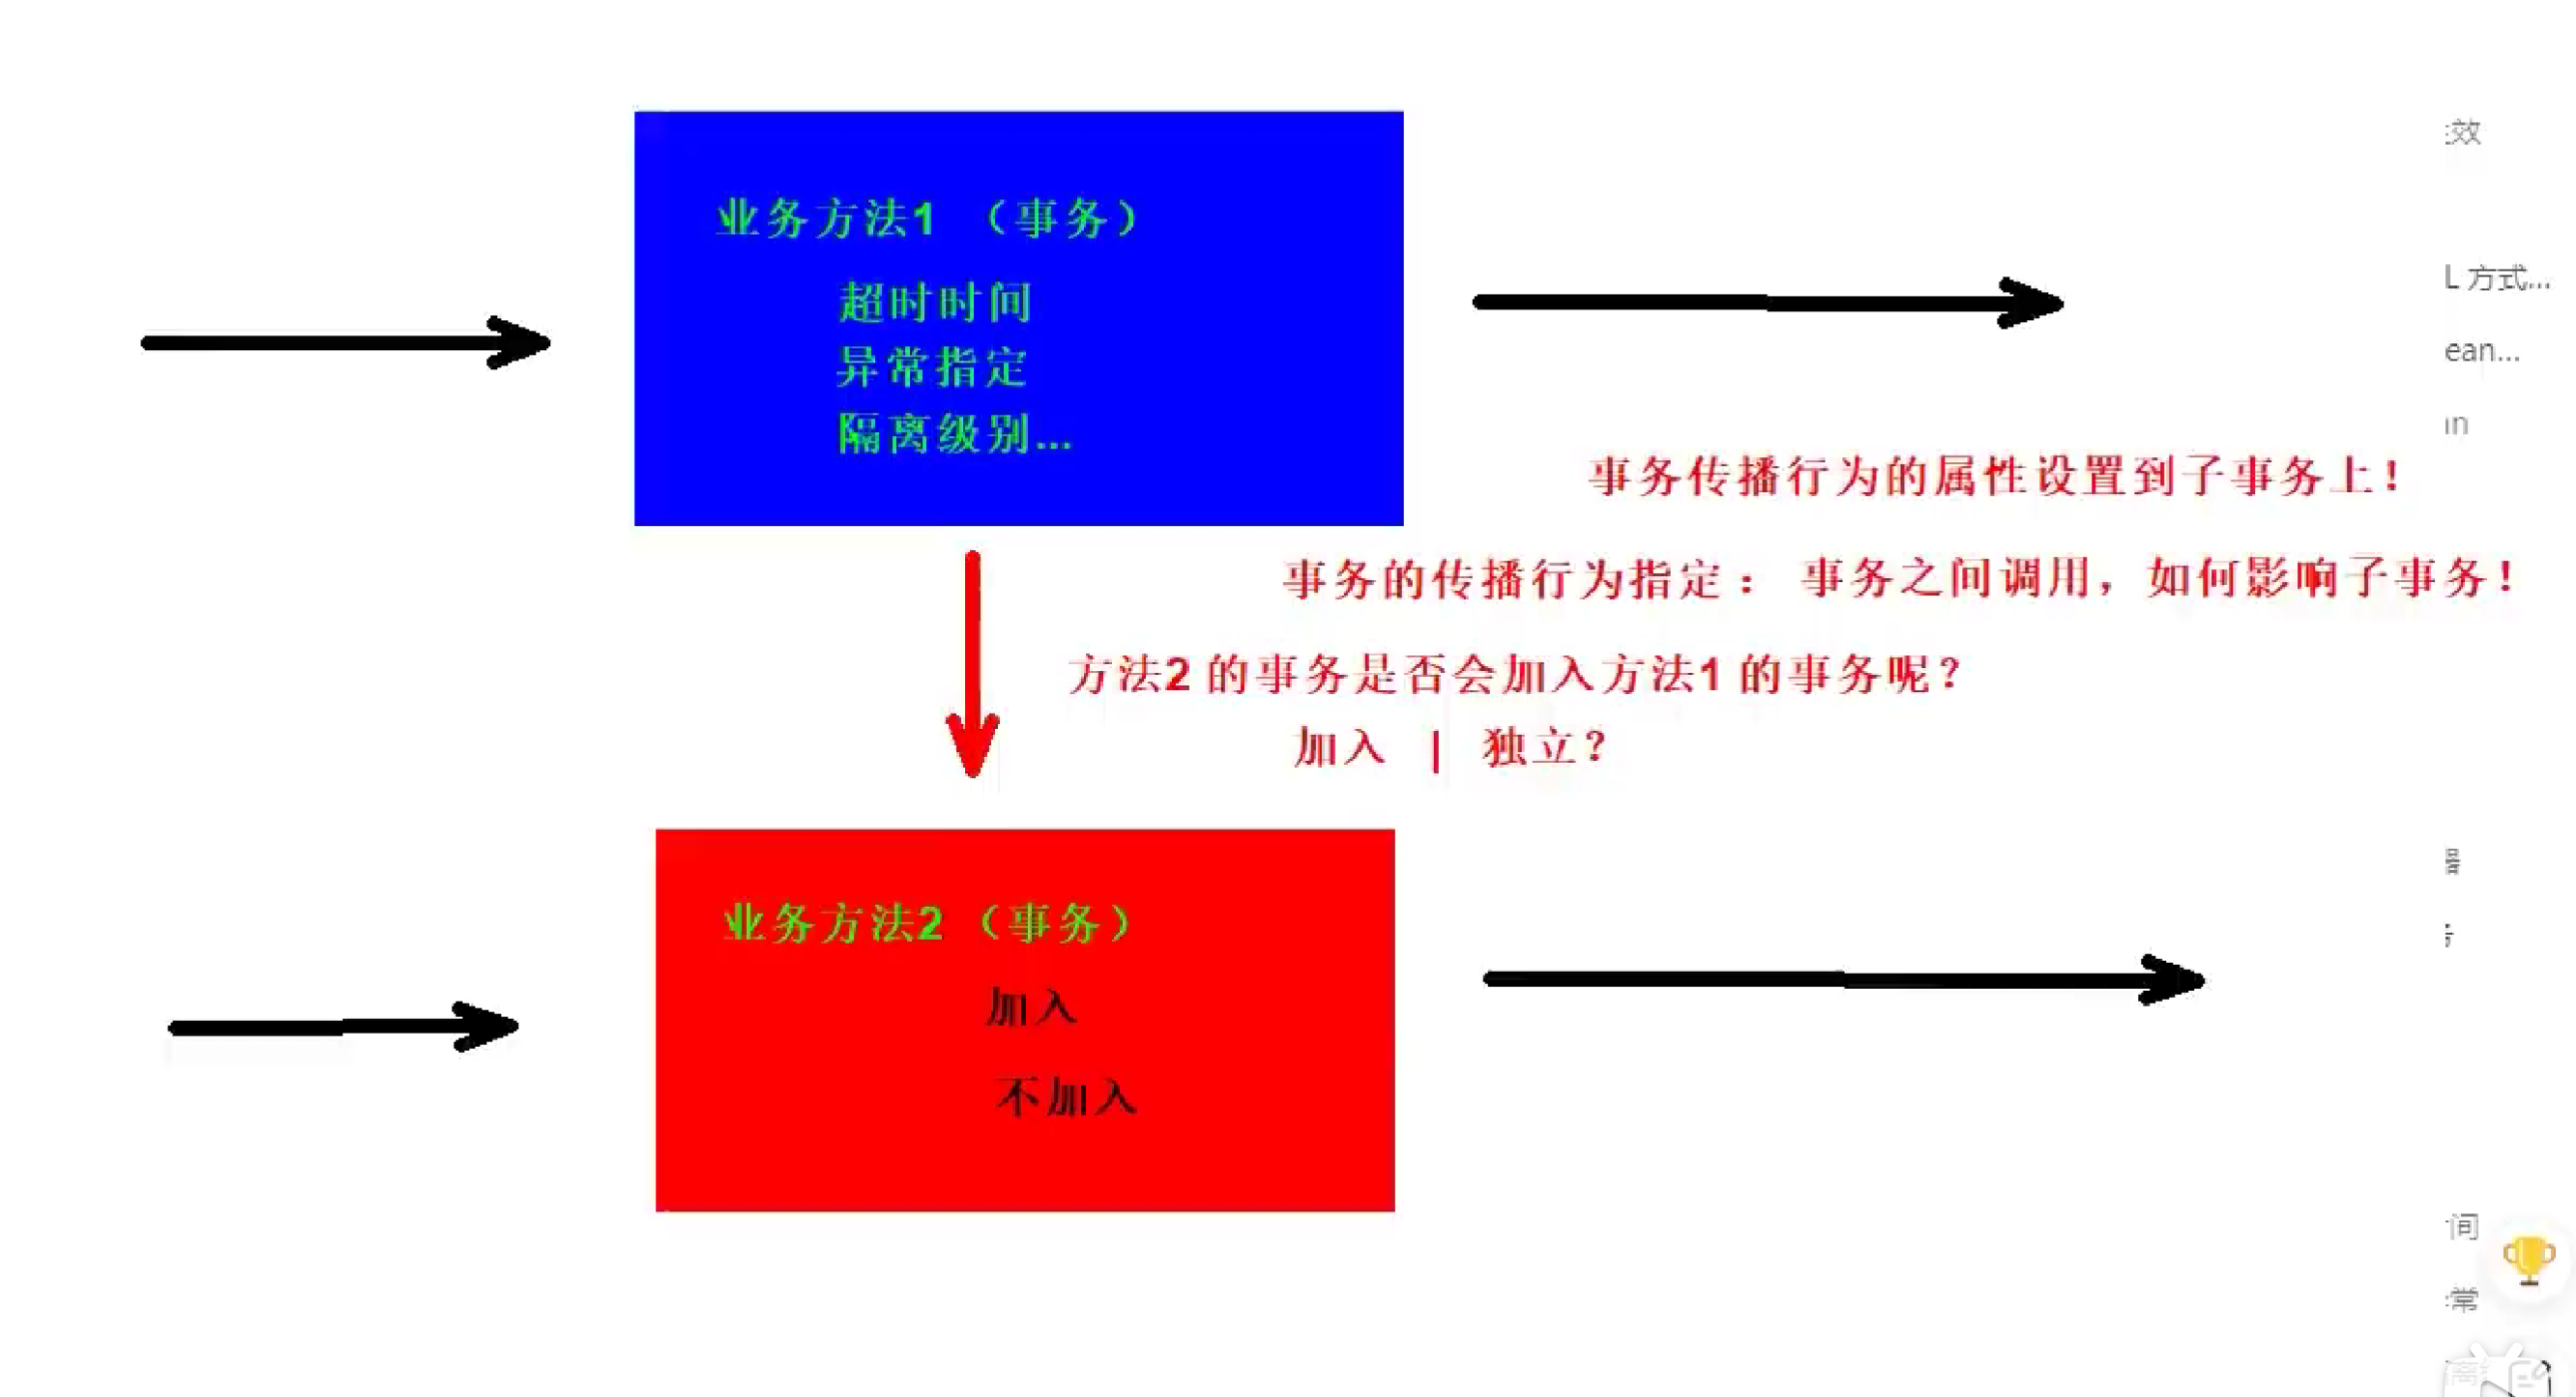 业务方法1 （事务）
超时时间
异常指定
隔离级别...
事务传播行为的属性设置到子事务上！
事务的传播行为指定： 事务之间调用，如何影响子事务！
方法2 的事务是否会加入方法1 的事务呢？
加入 | 独立？
业务方法2 （事务）
加入
不加入
效
L 方式...
ean...
in
间
常